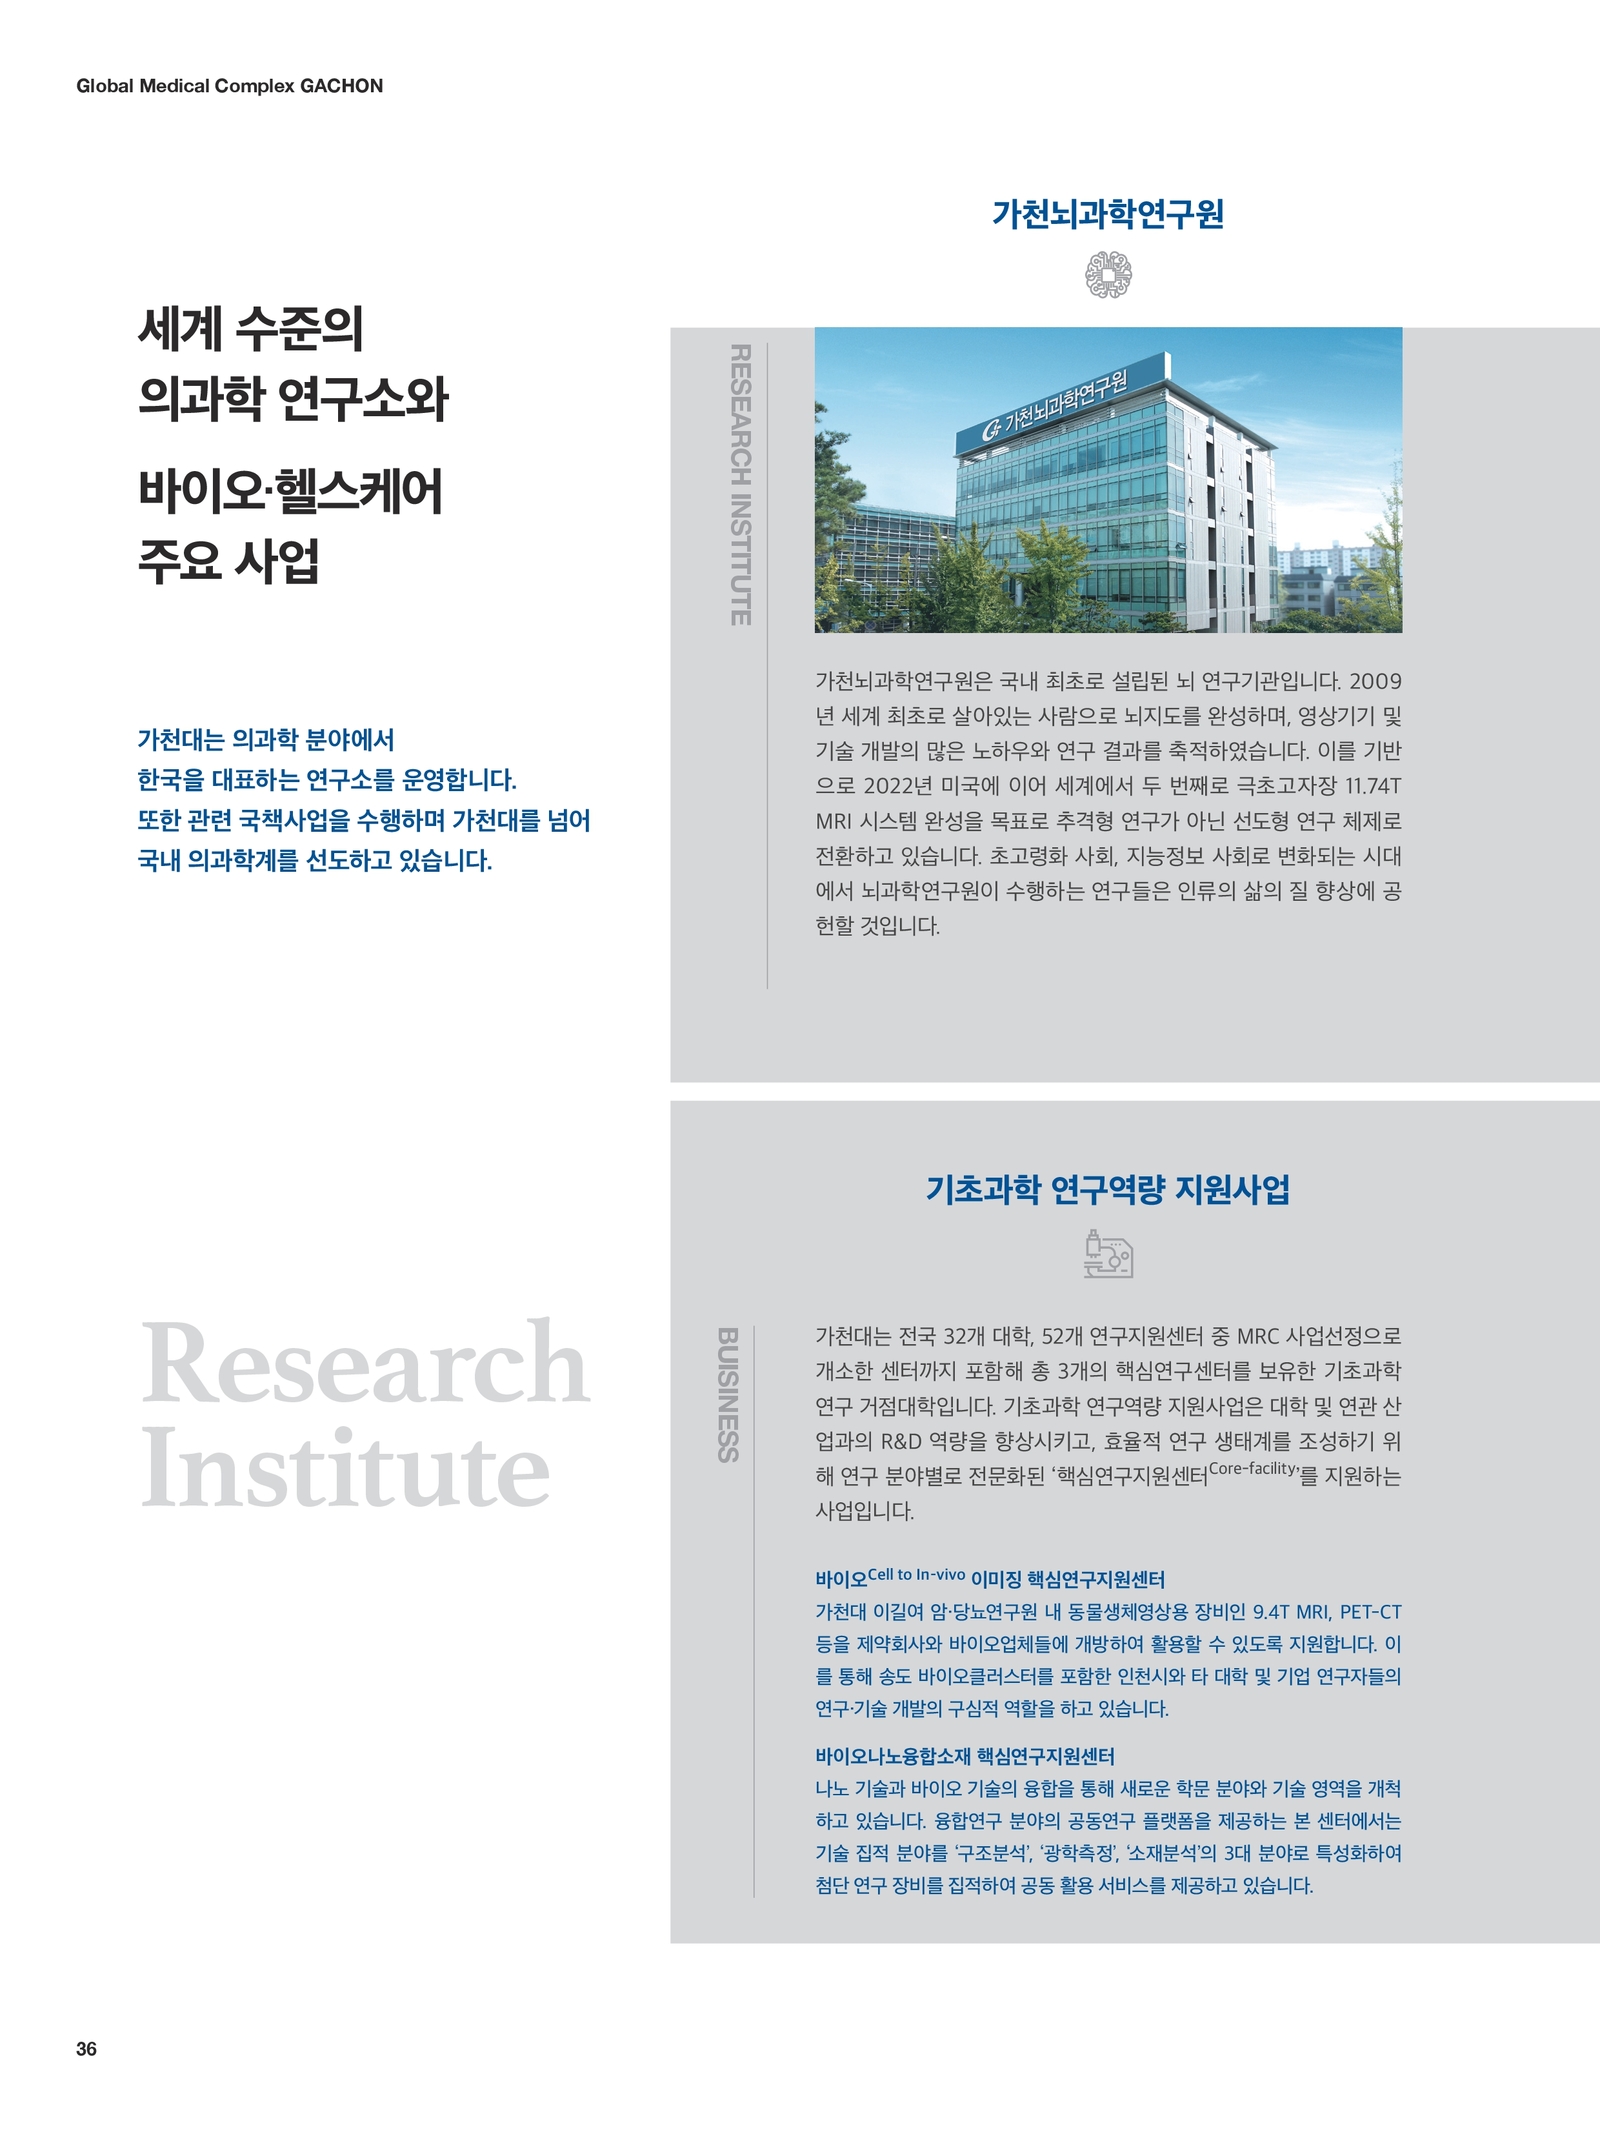 Global Medical Complex GACHON
세계 수준의
의과학 연구소와
바이오·헬스케어
주요 사업
가천대는 의과학 분야에서
한국을 대표하는 연구소를 운영합니다.
또한 관련 국책사업을 수행하며 가천대를 넘어
국내 의과학계를 선도하고 있습니다.
Research
Institute
가천뇌과학연구원
RESEARCH INSTITUTE
가천뇌과학연구원
가천뇌과학연구원은 국내 최초로 설립된 뇌 연구기관입니다. 2009
년 세계 최초로 살아있는 사람으로 뇌지도를 완성하며, 영상기기 및
기술 개발의 많은 노하우와 연구 결과를 축적하였습니다. 이를 기반
으로 2022년 미국에 이어 세계에서 두 번째로 극초고자장 11.74T
MRI 시스템 완성을 목표로 추격형 연구가 아닌 선도형 연구 체제로
전환하고 있습니다. 초고령화 사회, 지능정보 사회로 변화되는 시대
에서 뇌과학연구원이 수행하는 연구들은 인류의 삶의 질 향상에 공
헌할 것입니다.
기초과학 연구역량 지원사업
BUISINESS
가천대는 전국 32개 대학, 52개 연구지원센터 중 MRC 사업선정으로
개소한 센터까지 포함해 총 3개의 핵심연구센터를 보유한 기초과학
연구 거점대학입니다. 기초과학 연구역량 지원사업은 대학 및 연관 산
업과의 R&D 역량을 향상시키고, 효율적 연구 생태계를 조성하기 위
해 연구 분야별로 전문화된 ‘핵심연구지원센터Core-facility’를 지원하는
사업입니다.
바이오Cell to In-vivo 이미징 핵심연구지원센터
가천대 이길여 암·당뇨연구원 내 동물생체영상용 장비인 9.4T MRI, PET-CT
등을 제약회사와 바이오업체들에 개방하여 활용할 수 있도록 지원합니다. 이
를 통해 송도 바이오클러스터를 포함한 인천시와 타 대학 및 기업 연구자들의
연구·기술 개발의 구심적 역할을 하고 있습니다.
바이오나노융합소재 핵심연구지원센터
나노 기술과 바이오 기술의 융합을 통해 새로운 학문 분야와 기술 영역을 개척
하고 있습니다. 융합연구 분야의 공동연구 플랫폼을 제공하는 본 센터에서는
기술 집적 분야를 ‘구조분석’, ‘광학측정’, ‘소재분석’의 3대 분야로 특성화하여
첨단 연구 장비를 집적하여 공동 활용 서비스를 제공하고 있습니다.
36